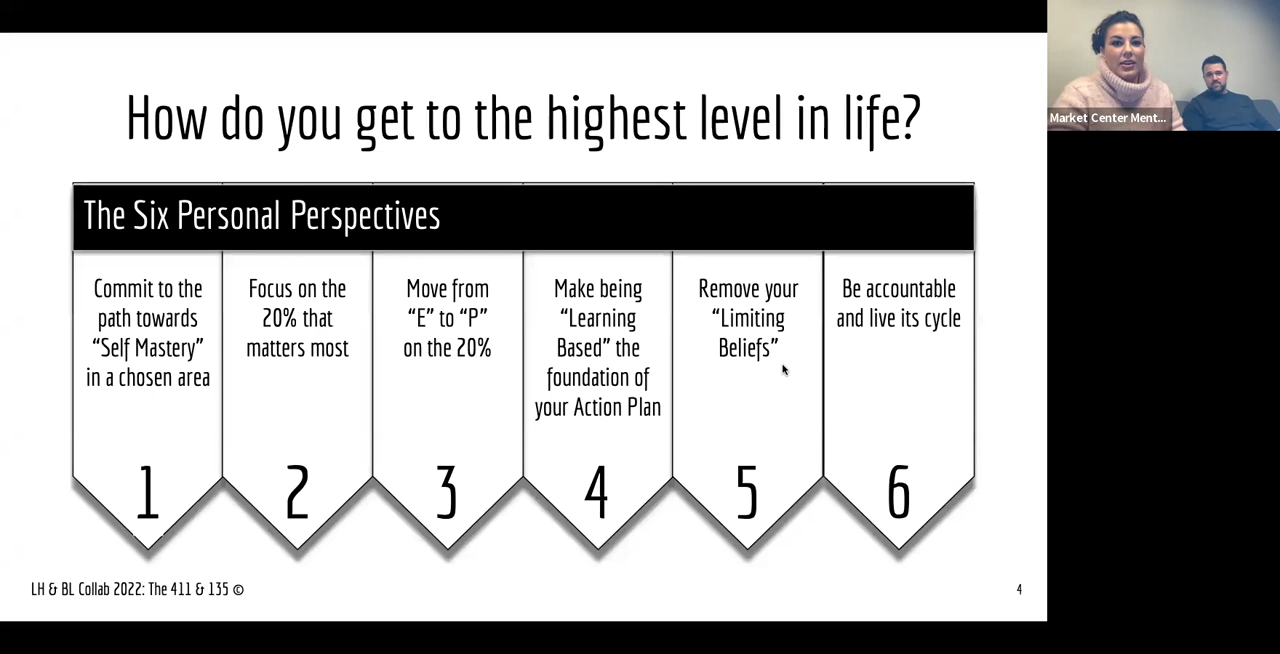 How do you get to the highest level in life?
The Six Personal Perspectives
Commit to the
path towards
“Self Mastery”
in a chosen area
1
Focus on the
20% that
matters most
2
Move from
“E” to “P”
on the 20%
3
Make being
“Learning
Based” the
foundation of
your Action Plan
4
Remove your
“Limiting
Beliefs”
5
Be accountable
and live its cycle
6
LH & BL Collab 2022: The 411 & 135 ©
4
Market Center Ment...